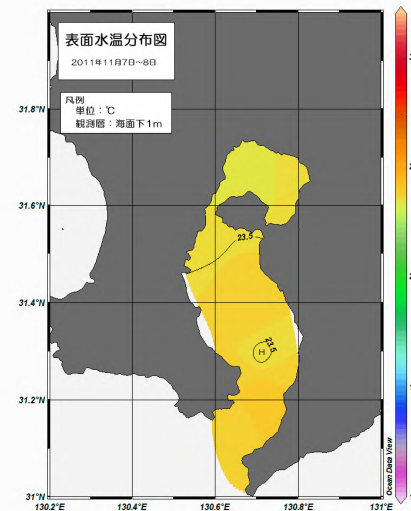 表面水温分布図
2011年11月7日~8日
凡例
単位:℃
観測層:海面下1m
31.8°N
31.6°N
31.4°N
31.2°N
31°N
23.5
23.5
H
130.2°E
130.4°E
130.6°E
130.8°E
131°E
Ocean Data View